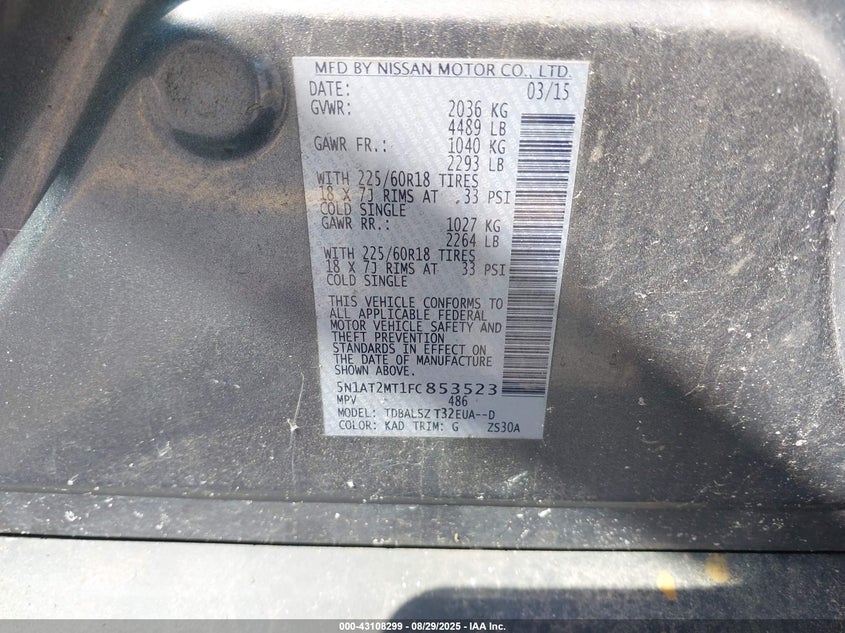 MFD BY NISSAN MOTOR CO., LTD.
DATE: 03/15
GVWR: 2036 KG
4489 LB
GAWR FR.: 1040 KG
2293 LB
WITH 225/60R18 TIRES
18 X 7J RIMS AT 33 PSI
COLD SINGLE
GAWR RR.: 1027 KG
2264 LB
WITH 225/60R18 TIRES
18 X 7J RIMS AT 33 PSI
COLD SINGLE
THIS VEHICLE CONFORMS TO
ALL APPLICABLE FEDERAL
MOTOR VEHICLE SAFETY AND
THEFT PREVENTION
STANDARDS IN EFFECT ON
THE DATE OF MANUFACTURE
SHOWN ABOVE.
5N1AT2MT1FC853523
MPV 486
MODEL: TDBALSZ T32EUA--D
COLOR: KAD TRIM: G ZS30A
000-43108299 - 08/29/2025 - IAA Inc.